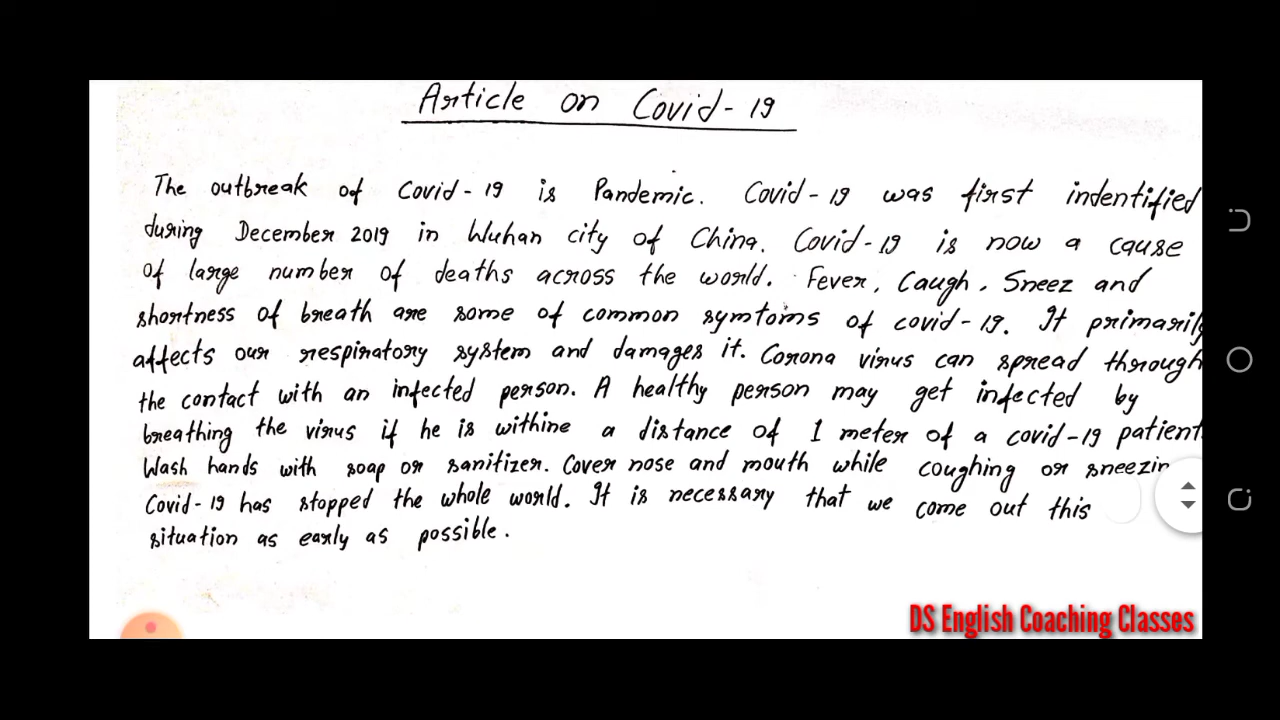 Article on Covid-19
The outbreak of Covid-19 is Pandemic. Covid-19 was first indentified
during December 2019 in Wuhan city of China. Covid-19 is now a cause
of large number of deaths across the world. Fever, Caugh, Sneez and
shortness of breath are some of common symtoms of covid-19. It primarily
affects our respiratory system and damages it. Corona virus can spread through
the contact with an infected person. A healthy person may get infected by
breathing the virus if he is withine a distance of 1 meter of a covid-19 patient.
Wash hands with soap or sanitizer. Cover nose and mouth while coughing or sneezin
Covid-19 has stopped the whole world. It is necessary that we come out this
situation as early as possible.
DS English Coaching Classes